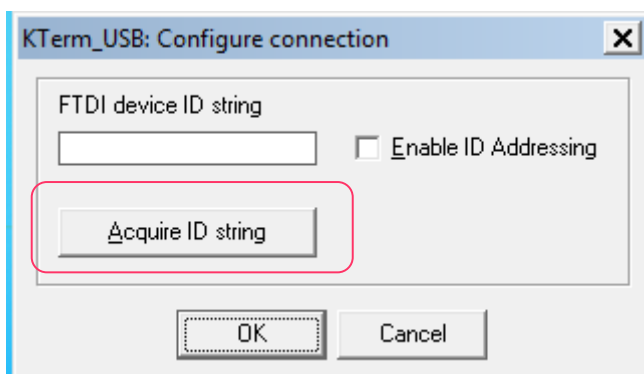 KTerm_USB: Configure connection
FTDI device ID string
Enable ID Addressing
Acquire ID string
OK
Cancel